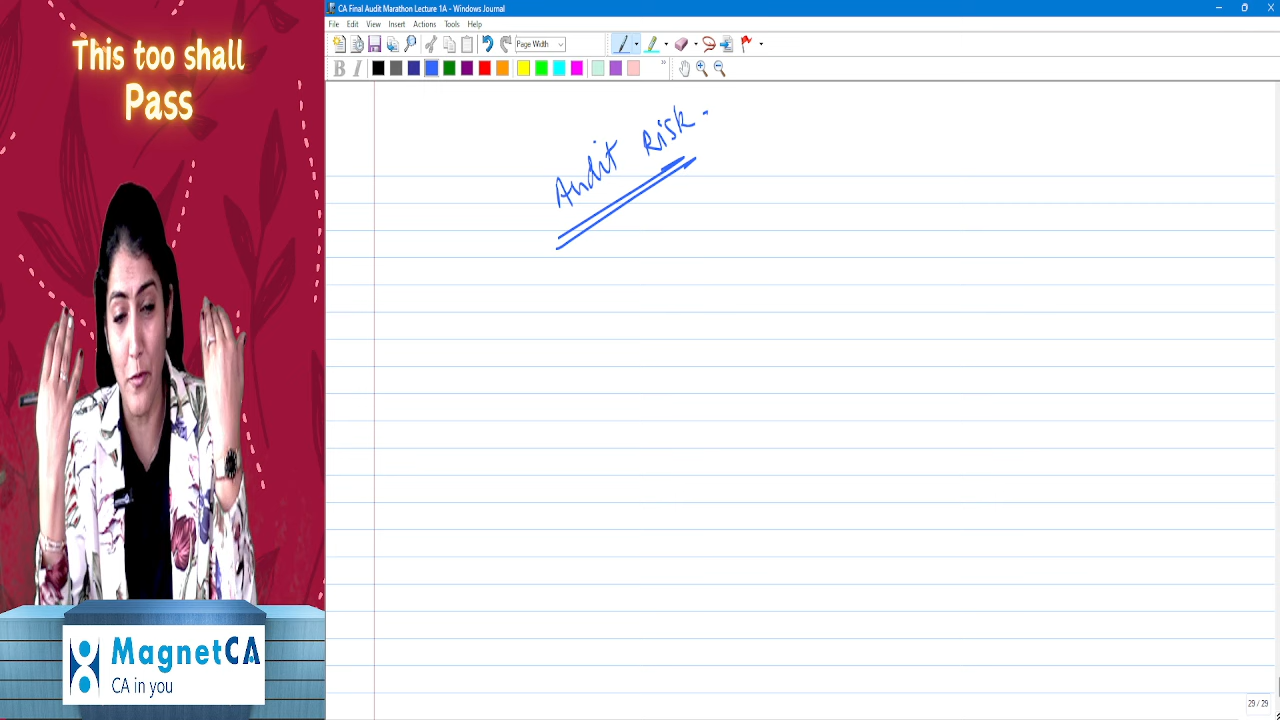 This too shall
Pass
CA Final Audit Marathon Lecture 1A - Windows Journal
File Edit View Insert Actions Tools Help
Page Width
B I
Audit Risk.
MagnetCA
CA in you
29 / 29